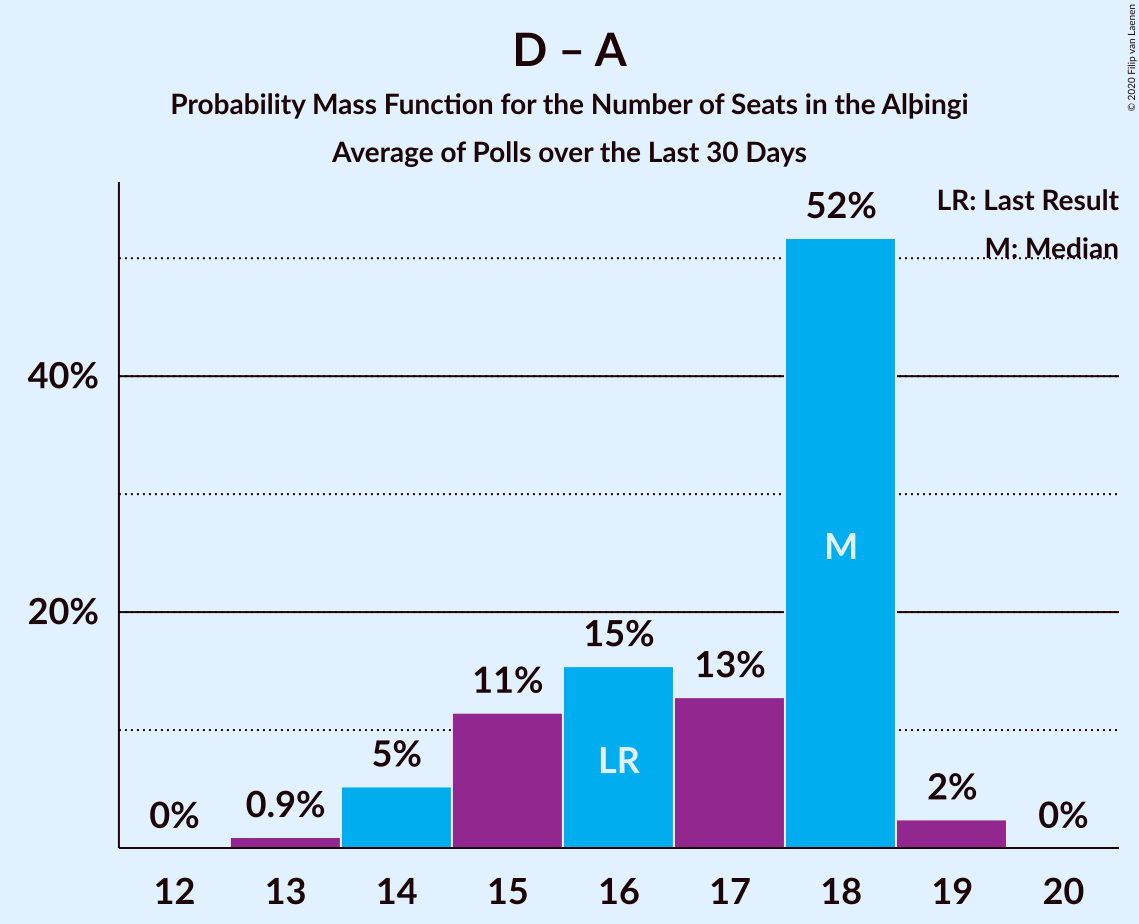 D – A
Probability Mass Function for the Number of Seats in the Alþingi
Average of Polls over the Last 30 Days
© 2020 Filip van Laenen
LR: Last Result
M: Median
52%
40%
M
20%
15%
13%
11%
LR
5%
2%
0.9%
0%
0%
12 13 14 15 16 17 18 19 20